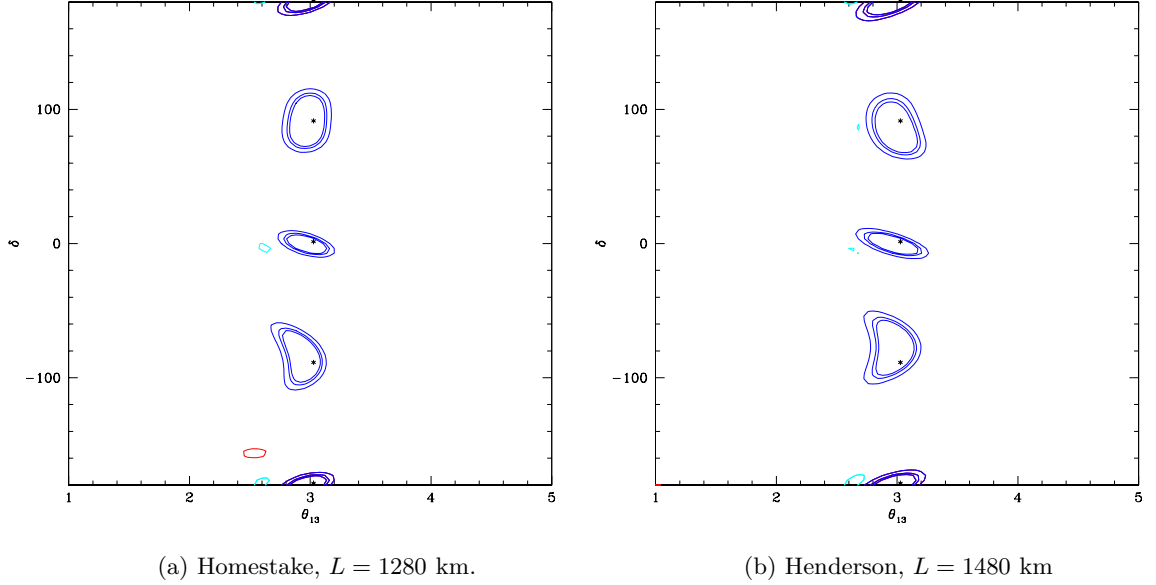 100
0
−100
δ
1
2
3
4
5
θ₁₃
100
0
−100
δ
1
2
3
4
5
θ₁₃
(a) Homestake, L = 1280 km.
(b) Henderson, L = 1480 km